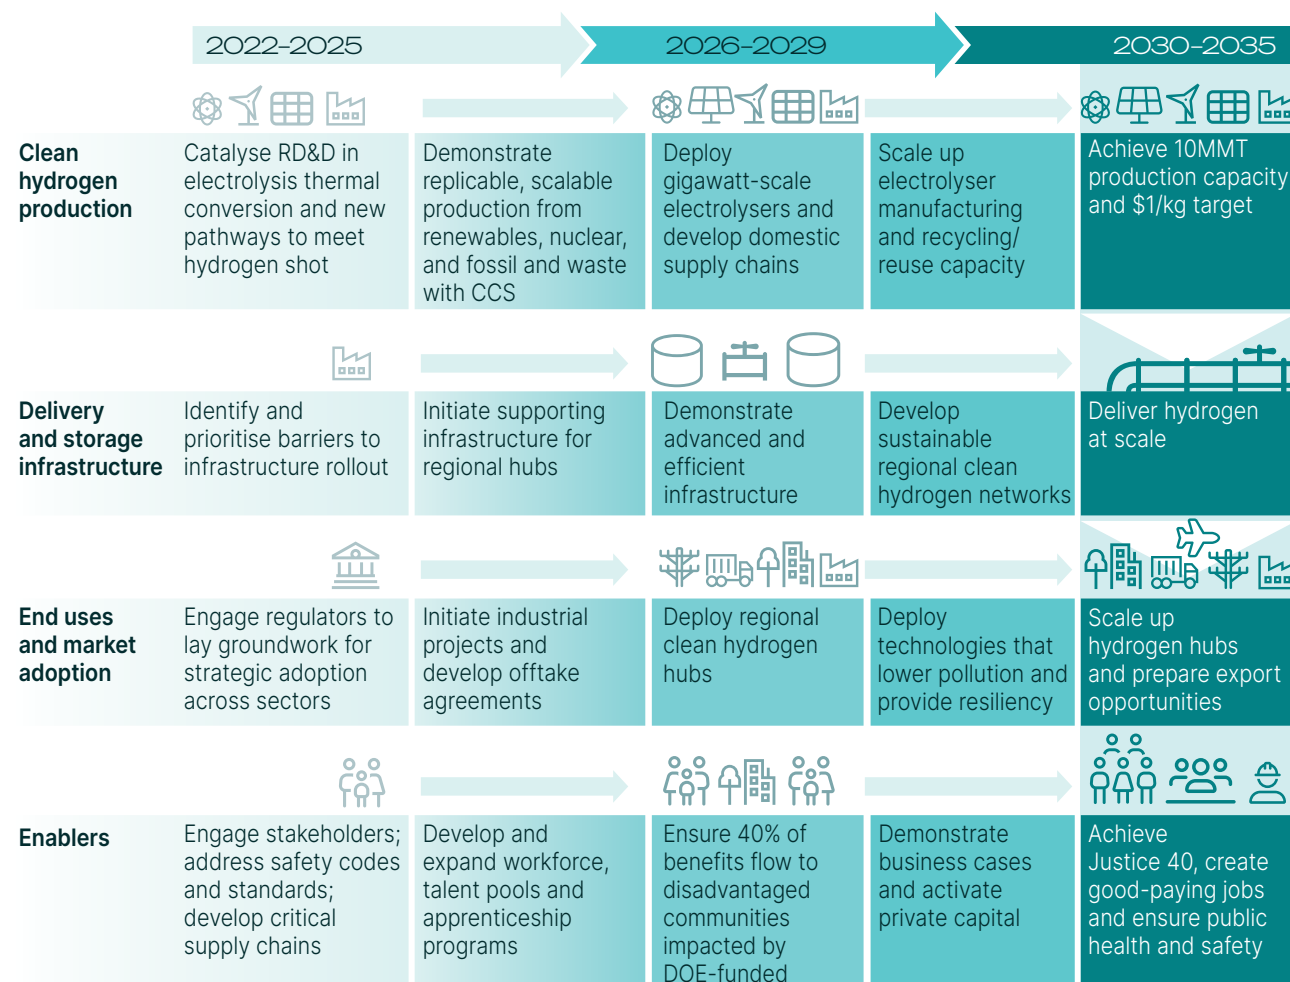 2022–2025
2026–2029
2030–2035
Clean
hydrogen
production
Catalyse RD&D in
electrolysis thermal
conversion and new
pathways to meet
hydrogen shot
Demonstrate
replicable, scalable
production from
renewables, nuclear,
and fossil and waste
with CCS
Deploy
gigawatt-scale
electrolysers and
develop domestic
supply chains
Scale up
electrolyser
manufacturing
and recycling/
reuse capacity
Achieve 10MMT
production capacity
and $1/kg target
Delivery
and storage
infrastructure
Identify and
prioritise barriers to
infrastructure rollout
Initiate supporting
infrastructure for
regional hubs
Demonstrate
advanced and
efficient
infrastructure
Develop
sustainable
regional clean
hydrogen networks
Deliver hydrogen
at scale
End uses
and market
adoption
Engage regulators to
lay groundwork for
strategic adoption
across sectors
Initiate industrial
projects and
develop offtake
agreements
Deploy regional
clean hydrogen
hubs
Deploy
technologies that
lower pollution and
provide resiliency
Scale up
hydrogen hubs
and prepare export
opportunities
Enablers
Engage stakeholders;
address safety codes
and standards;
develop critical
supply chains
Develop and
expand workforce,
talent pools and
apprenticeship
programs
Ensure 40% of
benefits flow to
disadvantaged
communities
impacted by
DOE-funded
Demonstrate
business cases
and activate
private capital
Achieve
Justice 40, create
good-paying jobs
and ensure public
health and safety